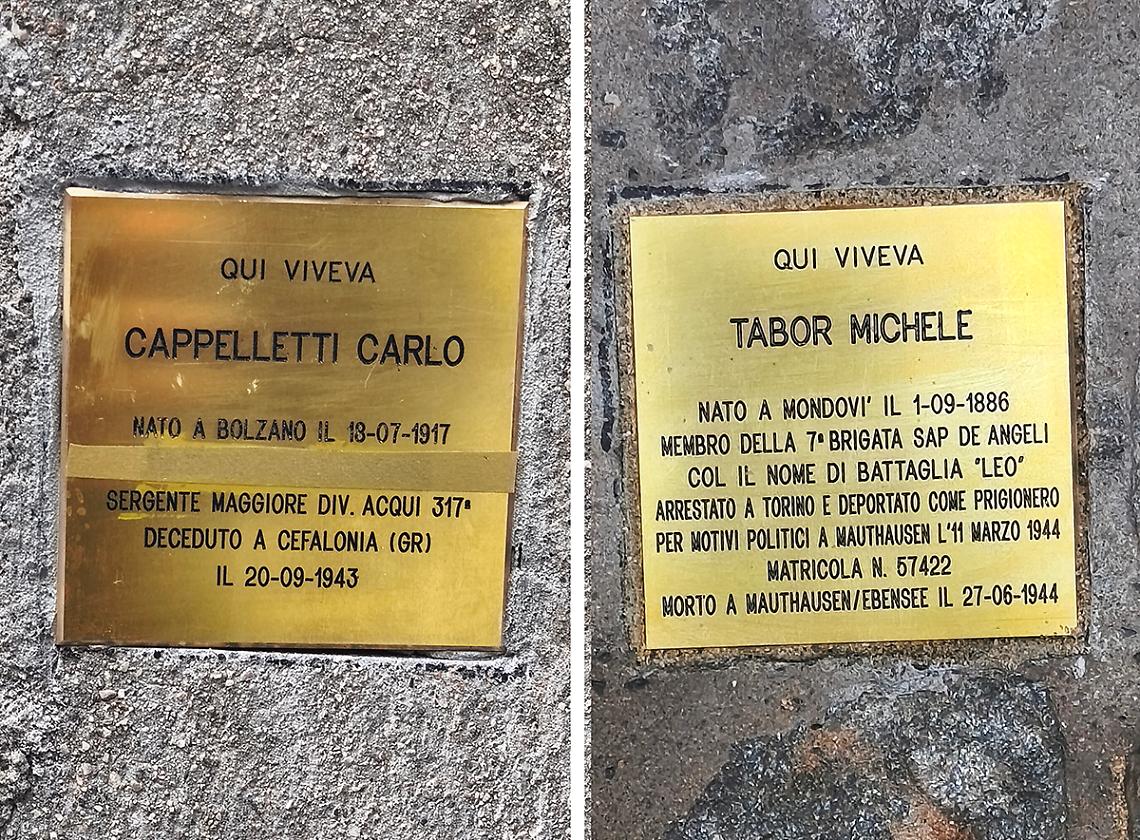 QUI VIVEVA
CAPPELLETTI CARLO
NATO A BOLZANO IL 18-07-1917
SERGENTE MAGGIORE DIV. ACQUI 317ª
DECEDUTO A CEFALONIA (GR)
IL 20-09-1943
QUI VIVEVA
TABOR MICHELE
NATO A MONDOVI' IL 1-09-1886
MEMBRO DELLA 7ª BRIGATA SAP DE ANGELI
COL IL NOME DI BATTAGLIA "LEO"
ARRESTATO A TORINO E DEPORTATO COME PRIGIONERO
PER MOTIVI POLITICI A MAUTHAUSEN L'11 MARZO 1944
MATRICOLA N. 57422
MORTO A MAUTHAUSEN/EBENSEE IL 27-06-1944